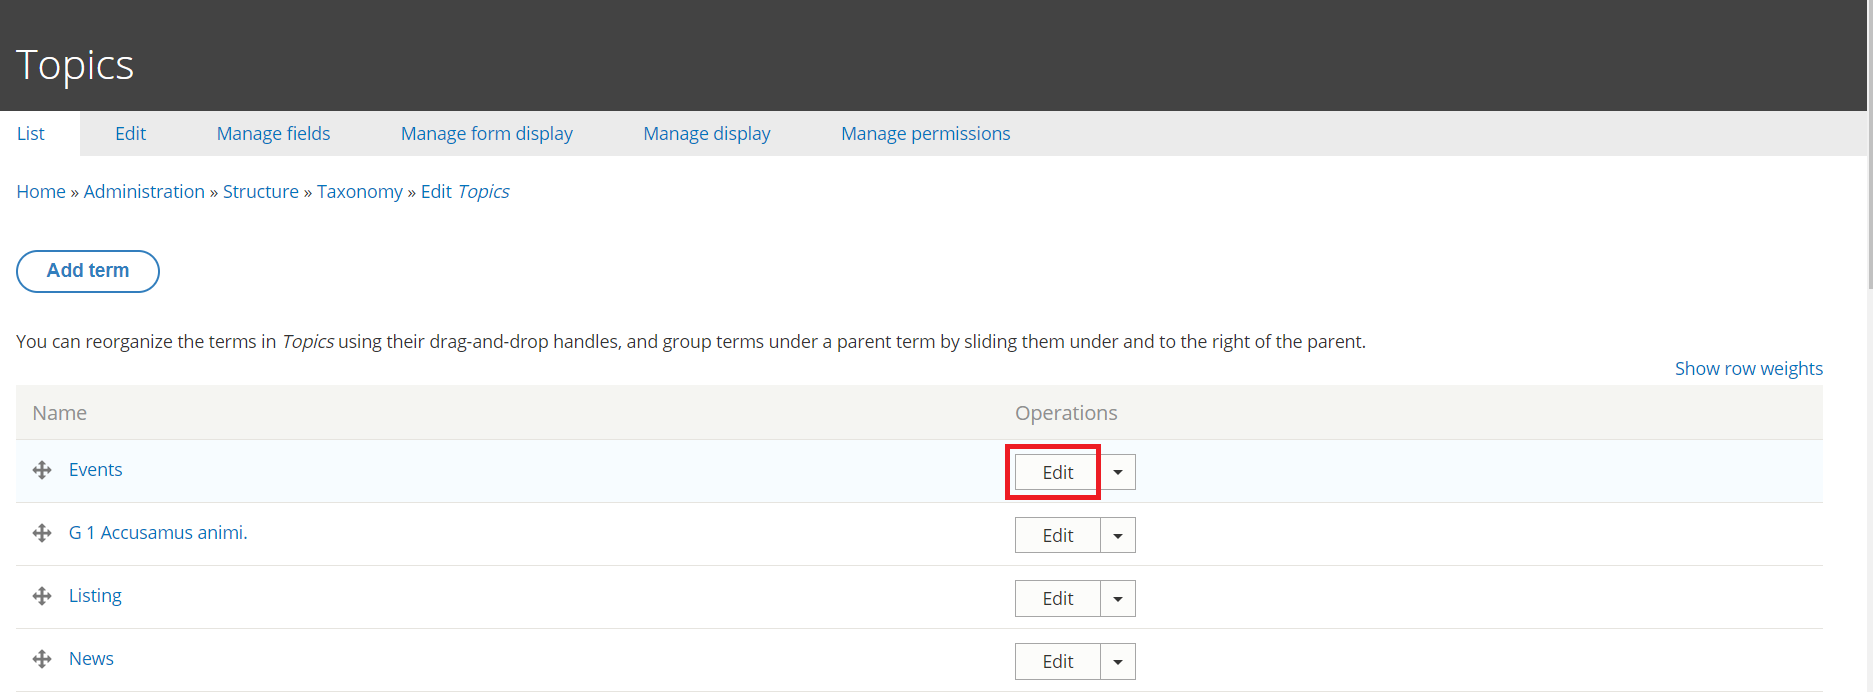 Topics
List Edit Manage fields Manage form display Manage display Manage permissions
Home » Administration » Structure » Taxonomy » Edit Topics
Add term
You can reorganize the terms in Topics using their drag-and-drop handles, and group terms under a parent term by sliding them under and to the right of the parent.
Show row weights
Name Operations
Events Edit
G 1 Accusamus animi. Edit
Listing Edit
News Edit